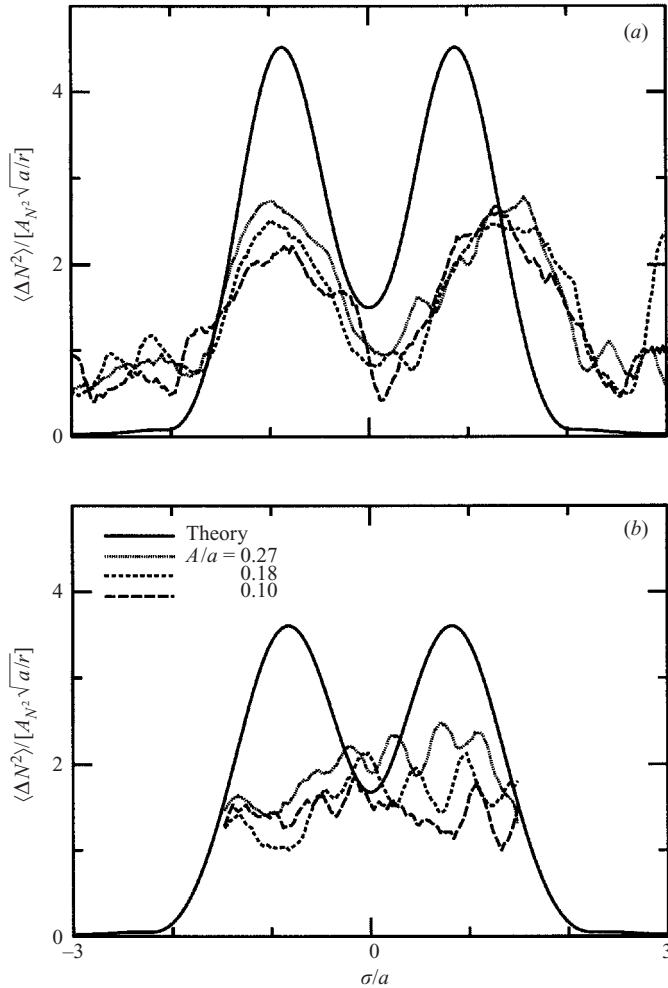 (a)
4
2
0
⟨ΔN²⟩/[A_N² √a/r]
(b)
Theory
A/a = 0.27
0.18
0.10
4
2
0
⟨ΔN²⟩/[A_N² √a/r]
–3
0
3
σ/a